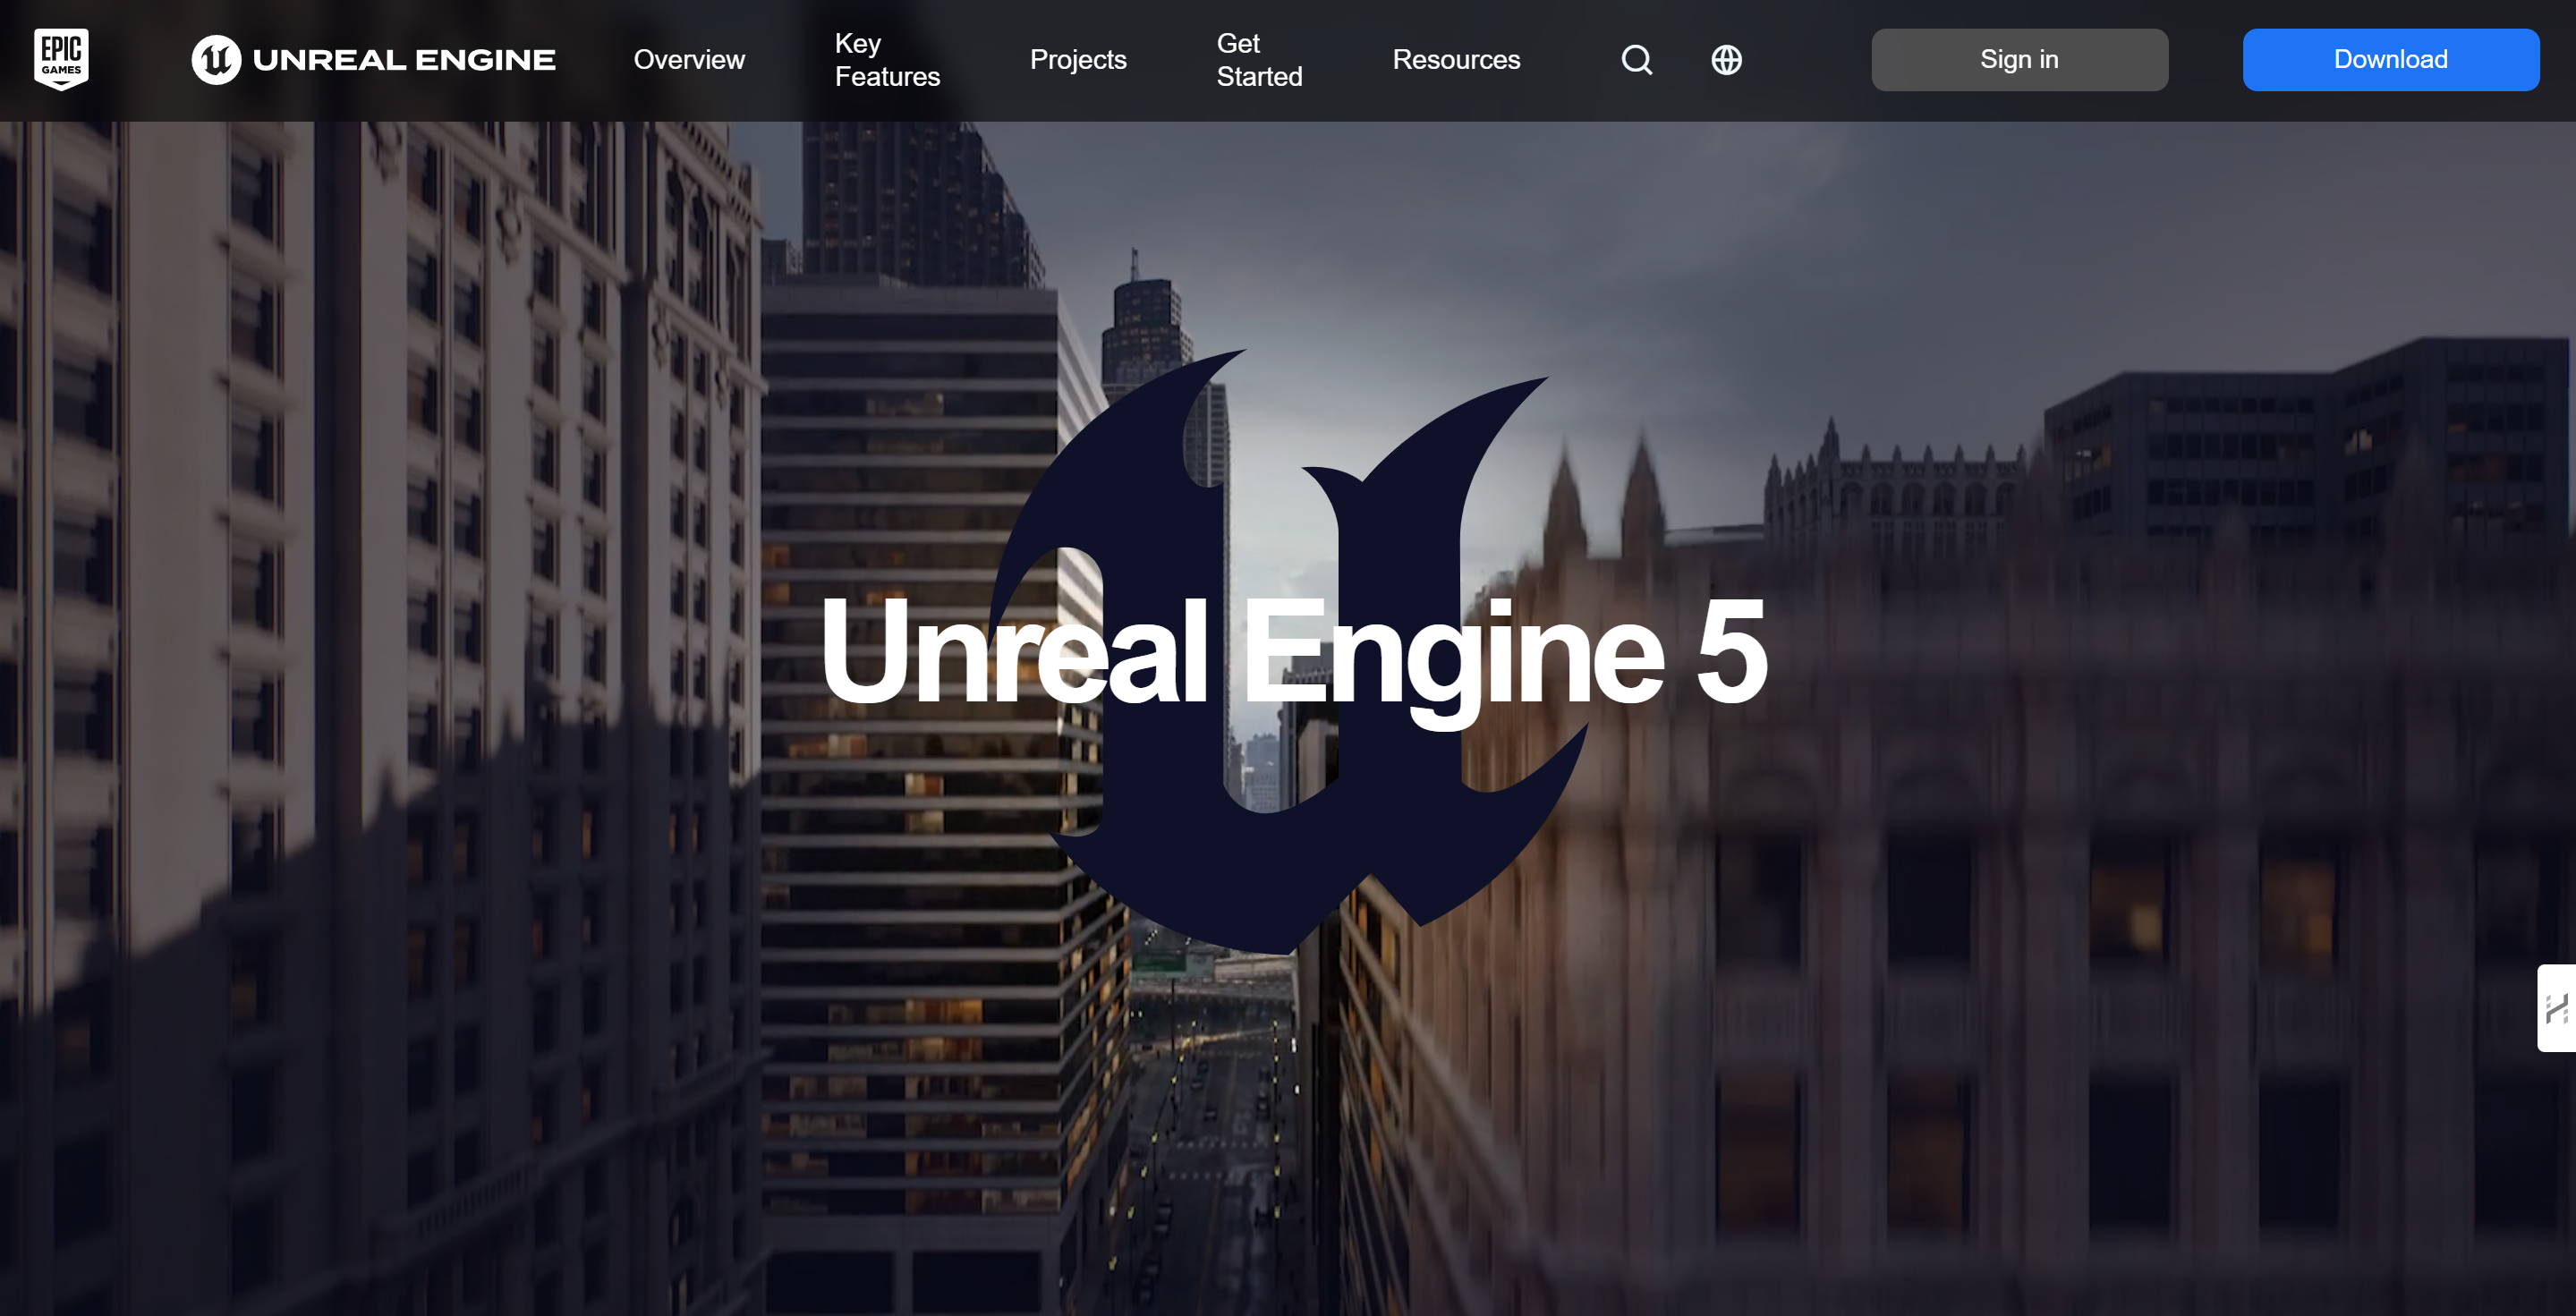 EPIC
GAMES
UNREAL ENGINE
Overview
Key
Features
Projects
Get
Started
Resources
Sign in
Download
Unreal Engine 5